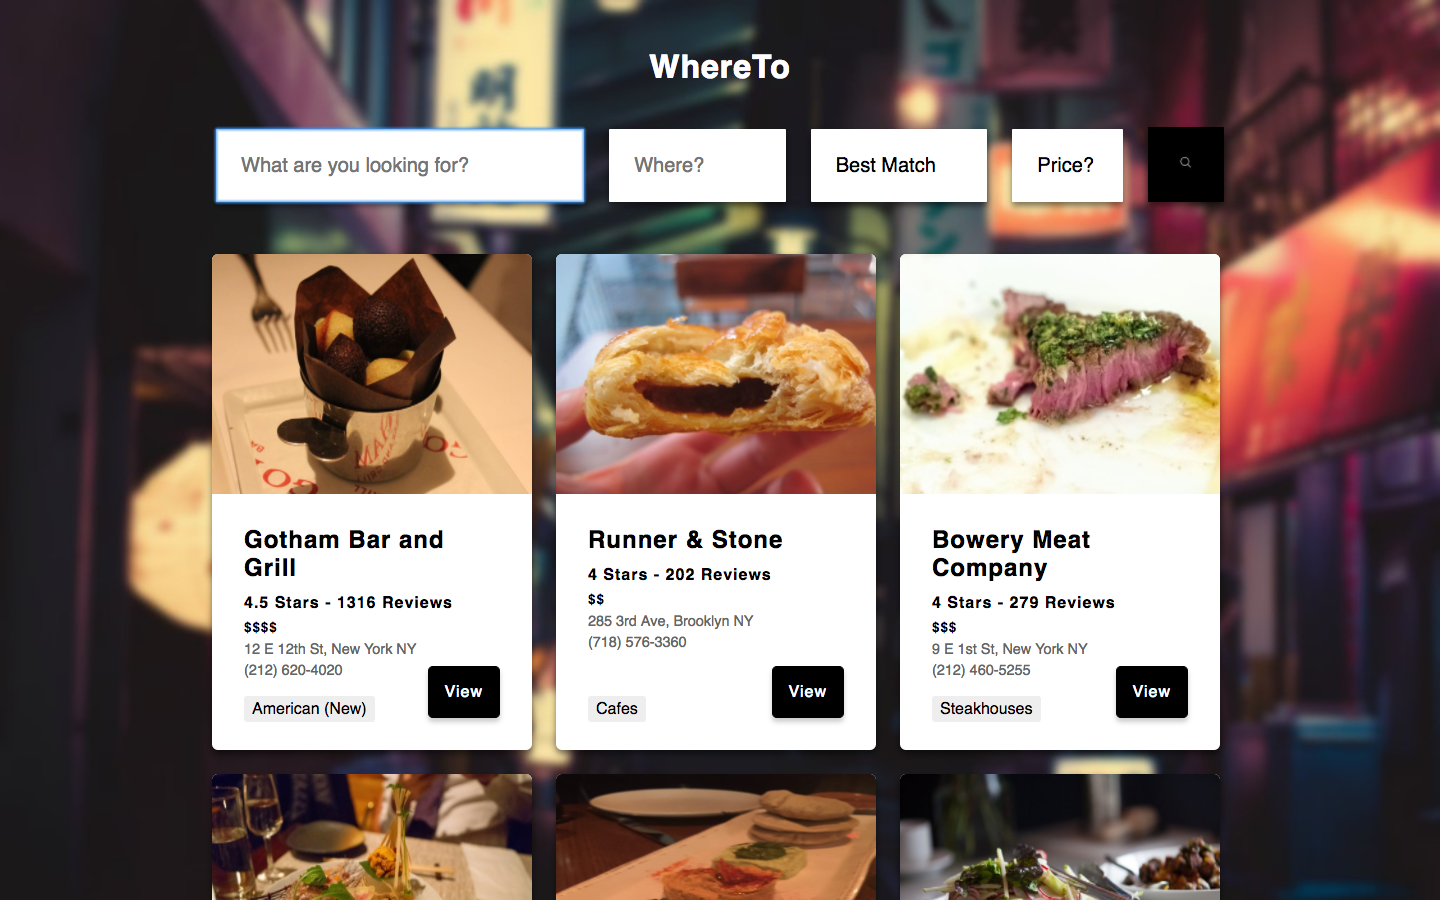 WhereTo
What are you looking for?
Where?
Best Match
Price?
Gotham Bar and
Grill
4.5 Stars - 1316 Reviews
$$$$
12 E 12th St, New York NY
(212) 620-4020
American (New)
View
Runner & Stone
4 Stars - 202 Reviews
$$
285 3rd Ave, Brooklyn NY
(718) 576-3360
Cafes
View
Bowery Meat
Company
4 Stars - 279 Reviews
$$$
9 E 1st St, New York NY
(212) 460-5255
Steakhouses
View